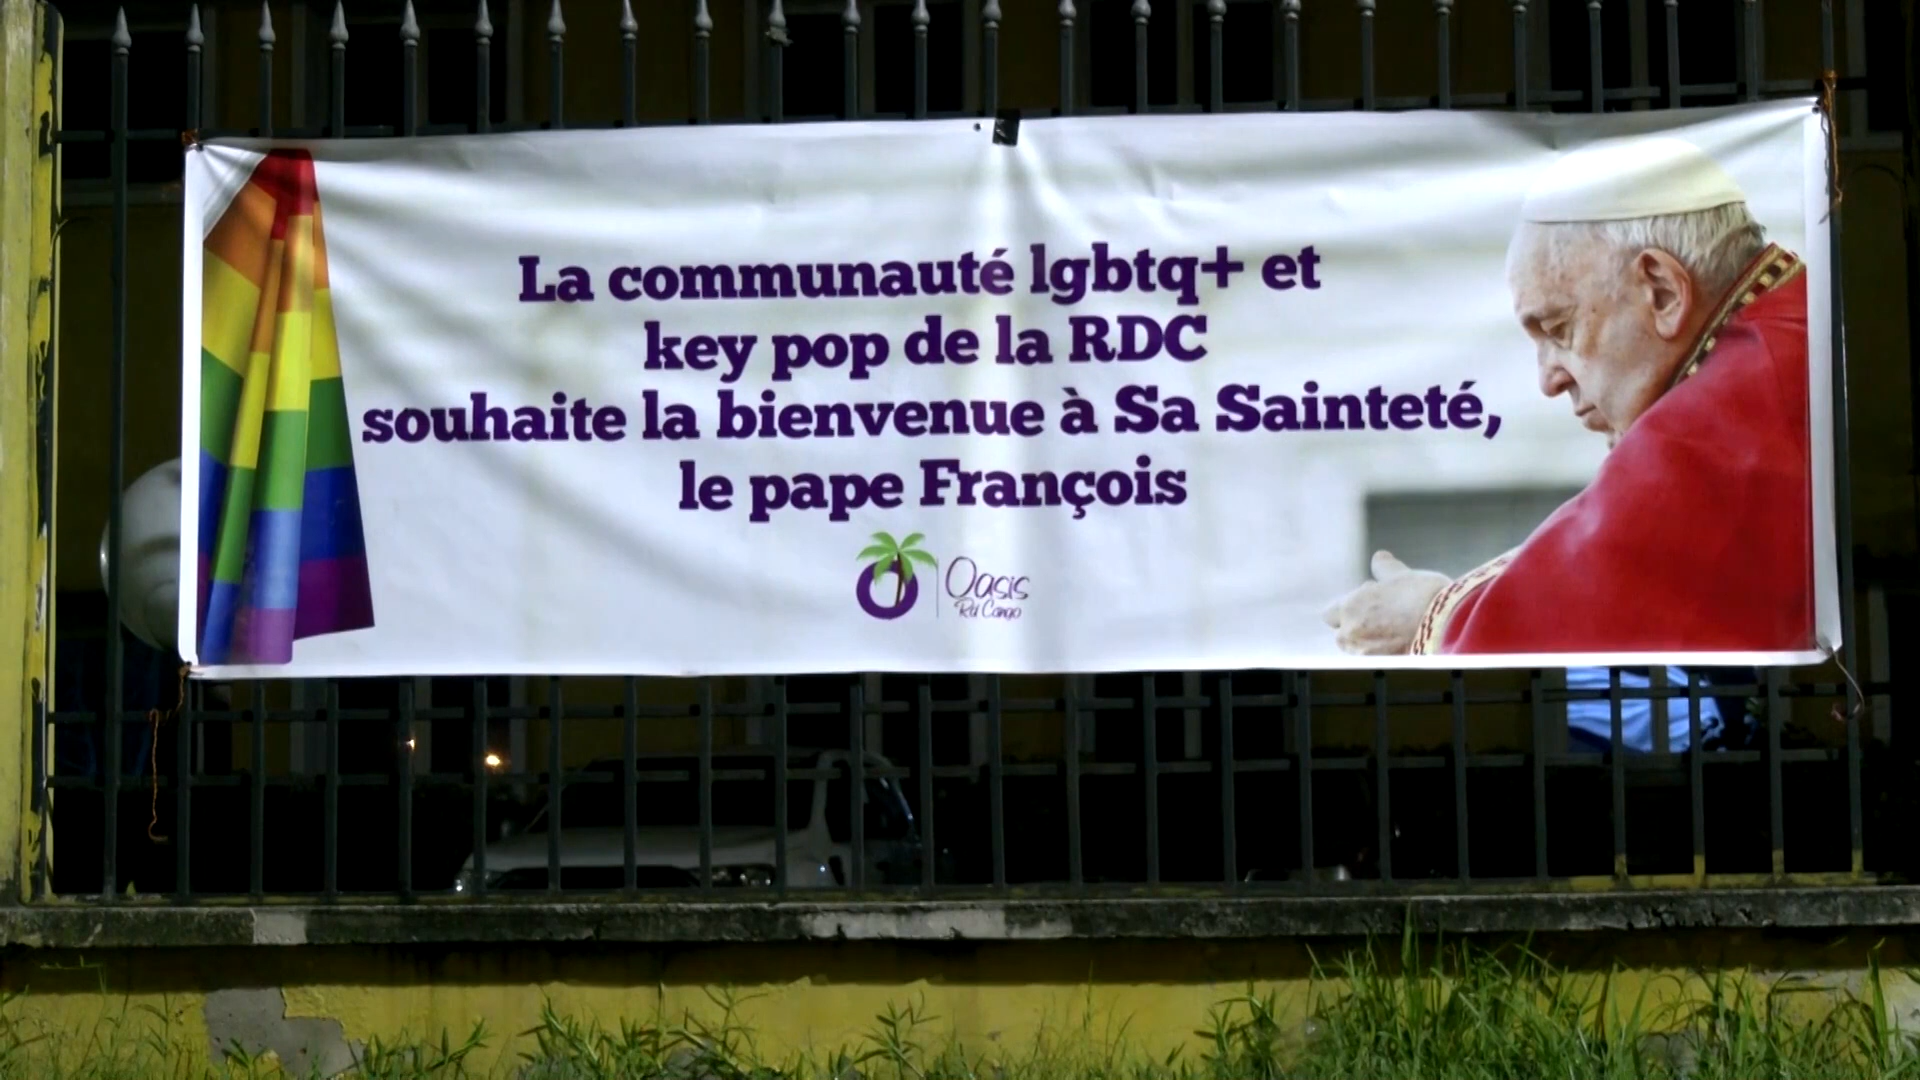 La communauté lgbtq+ et
key pop de la RDC
souhaite la bienvenue à Sa Sainteté,
le pape François
Oasis
Rd Congo